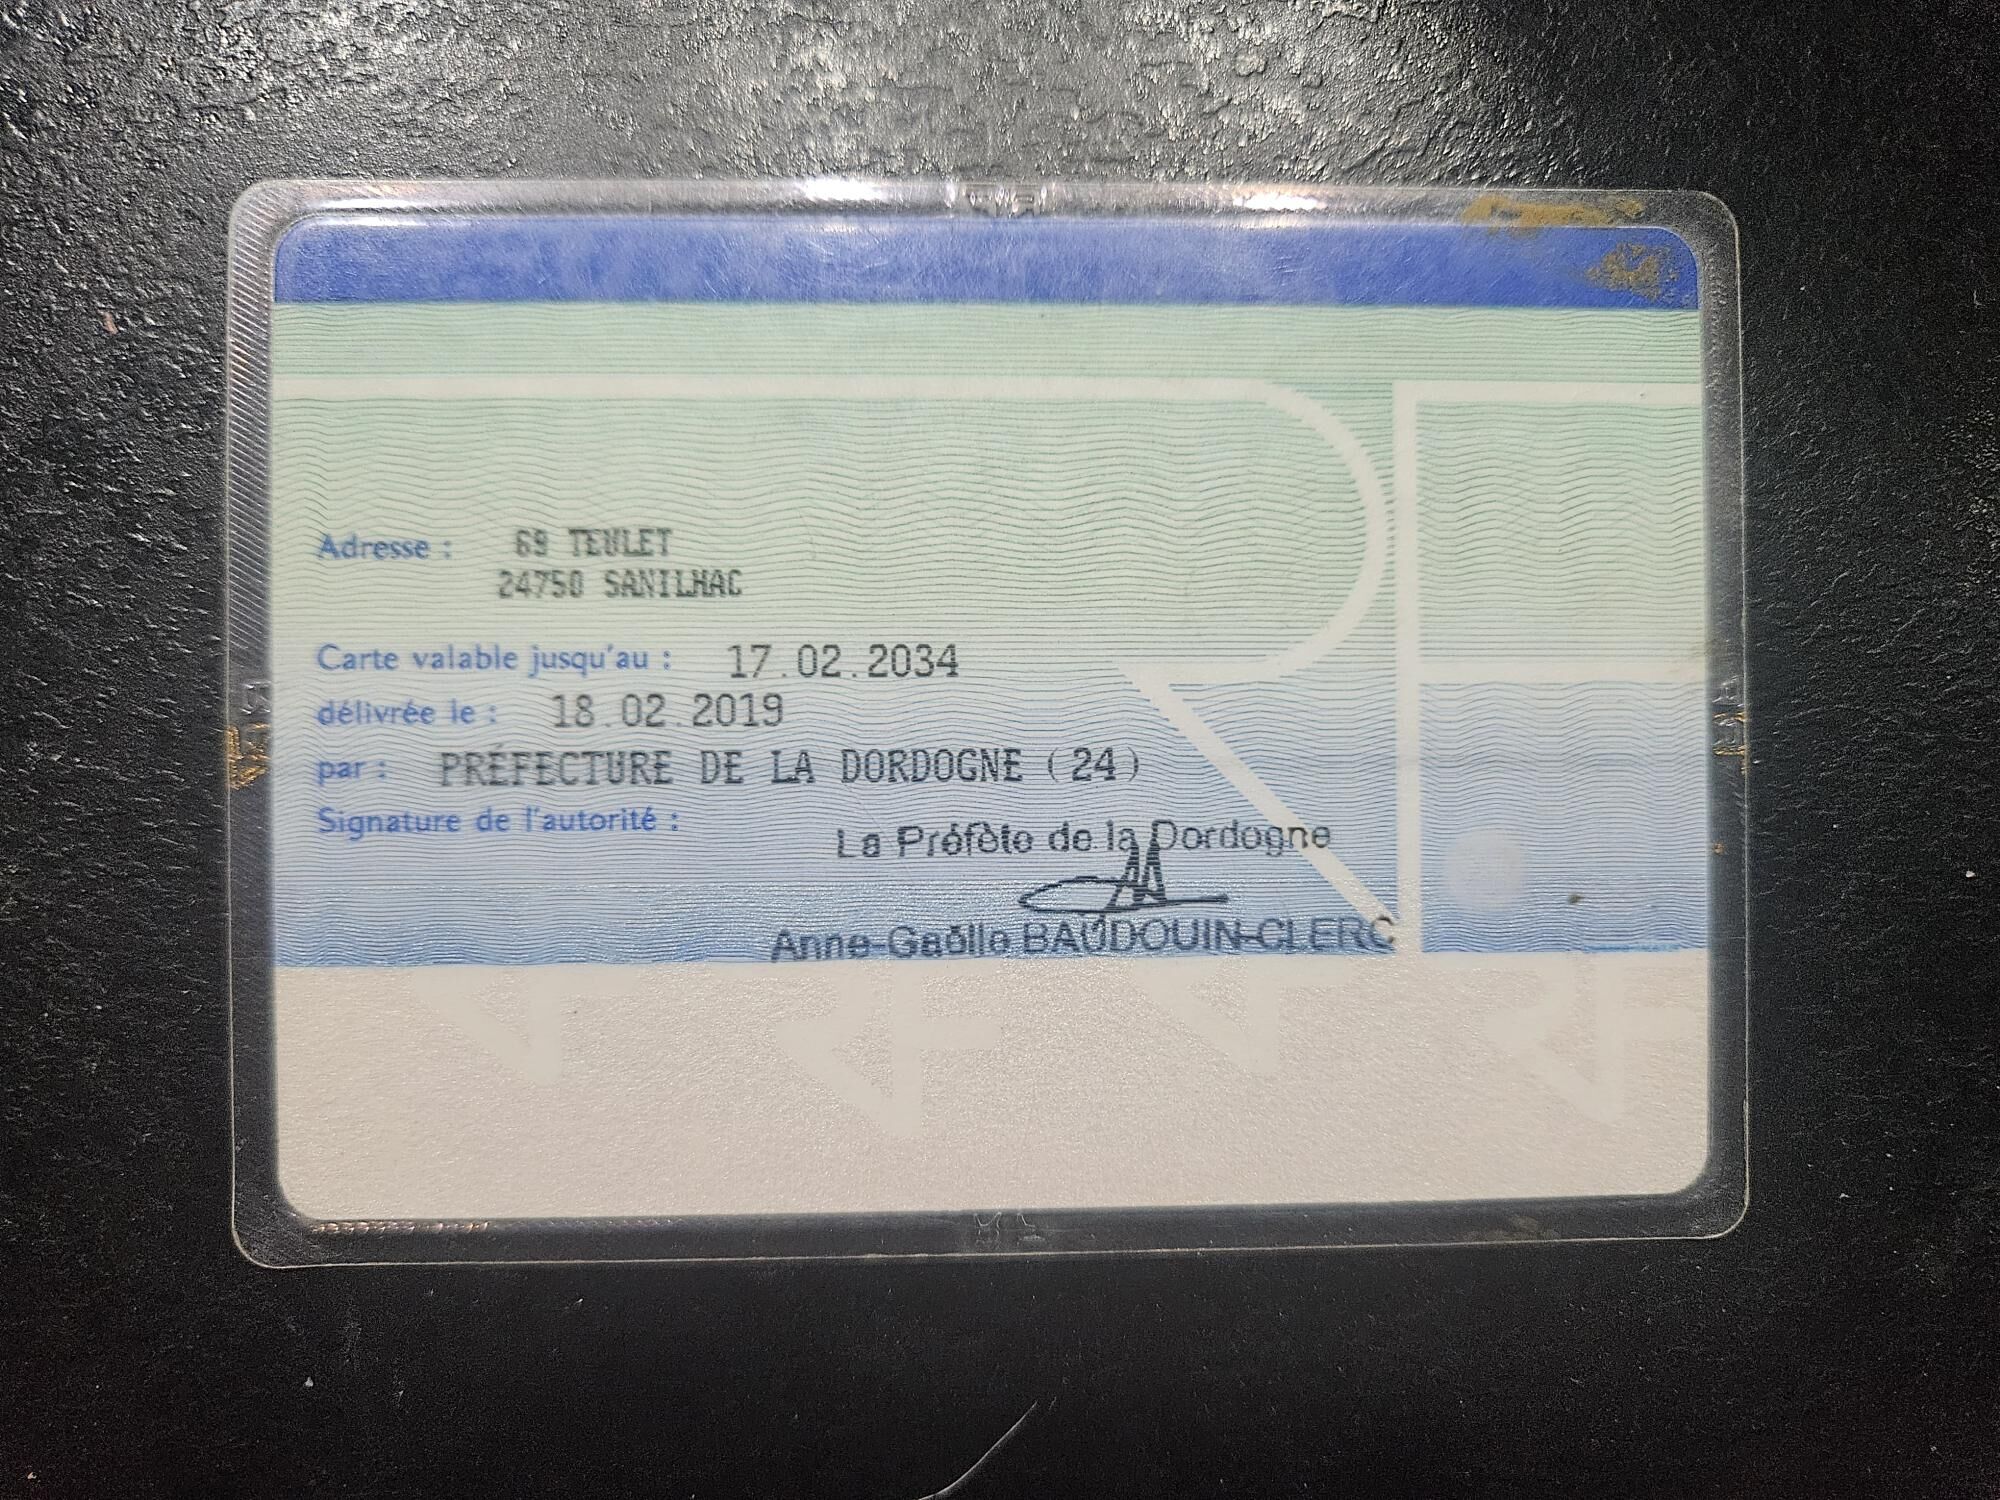 Adresse : 69 TEULET
24750 SANILHAC
Carte valable jusqu'au : 17.02.2034
délivrée le : 18.02.2019
par : PRÉFECTURE DE LA DORDOGNE (24)
Signature de l'autorité :
La Préfète de la Dordogne
Anne-Gaëlle BAUDOUIN-CLERC
RF